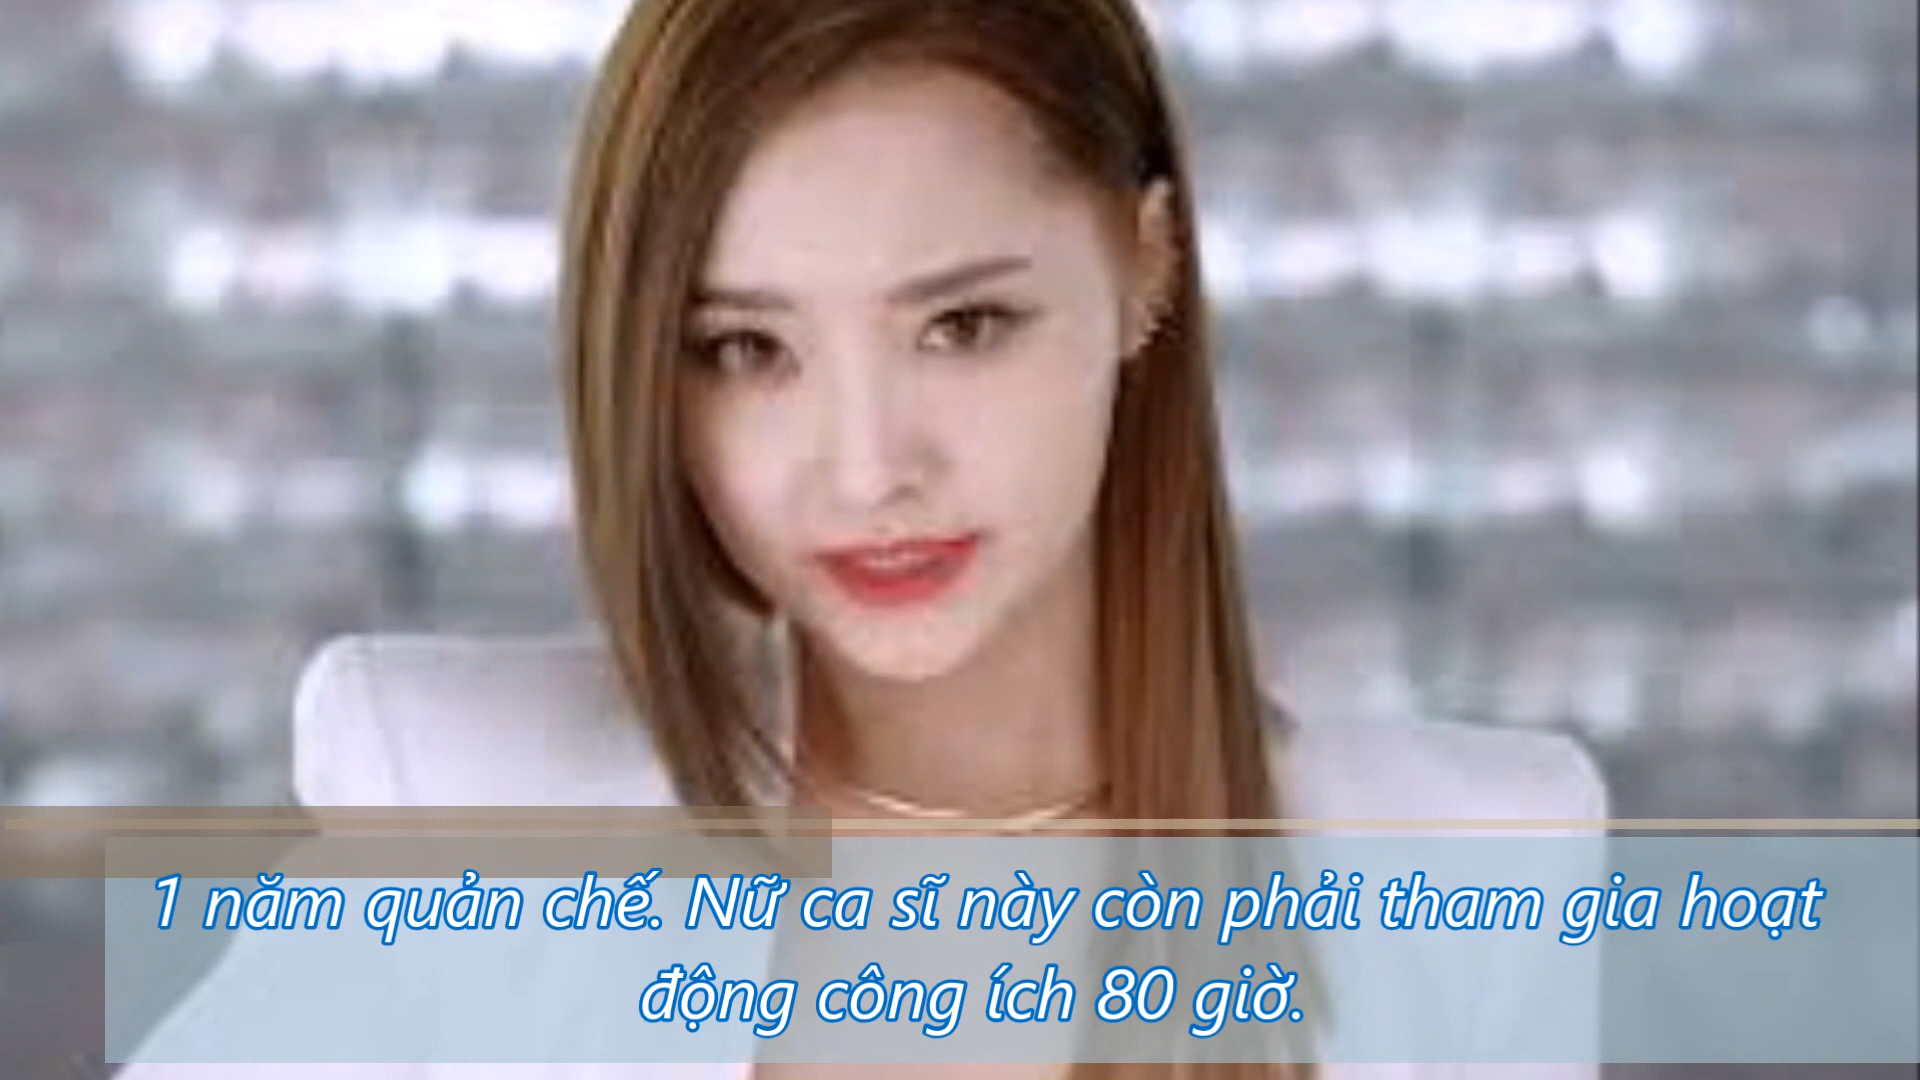 1 năm quản chế. Nữ ca sĩ này còn phải tham gia hoạt
động công ích 80 giờ.